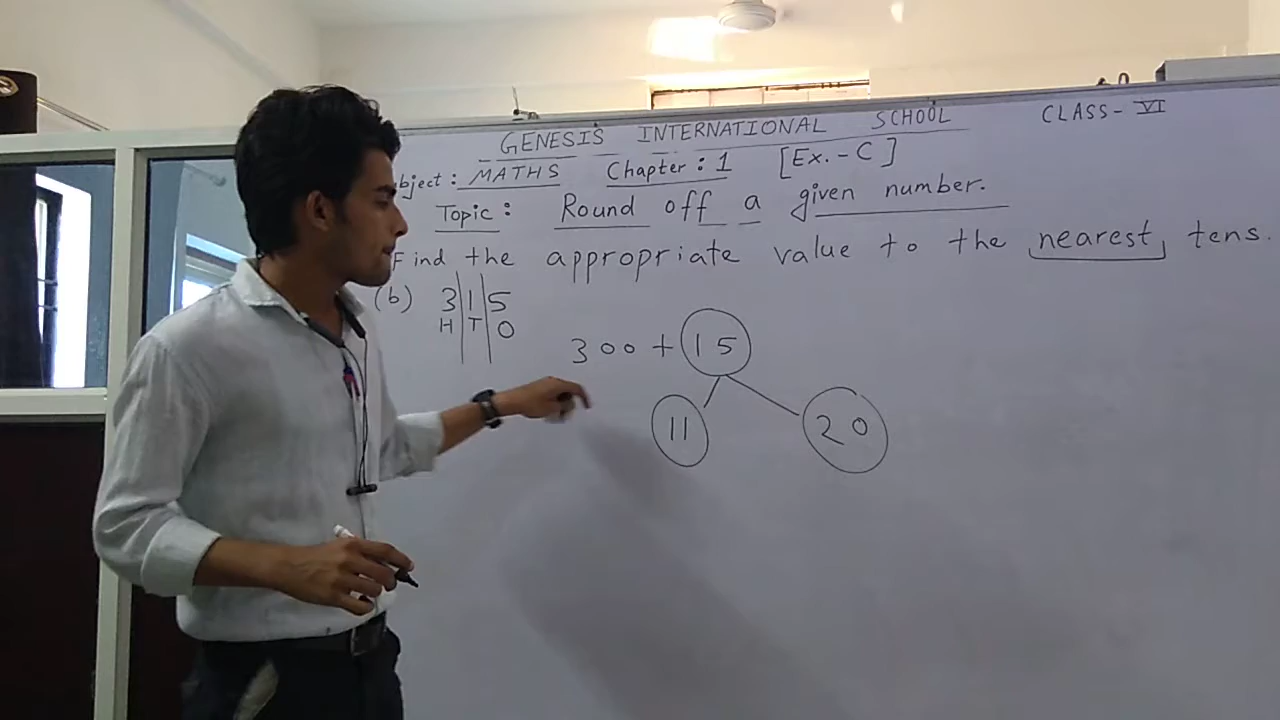 GENESIS INTERNATIONAL SCHOOL CLASS-VI
bject: MATHS Chapter: 1 [Ex.-C]
Topic: Round off a given number.
Find the appropriate value to the nearest tens.
(b) 3 1 5
H T O
300 + 15
11 20